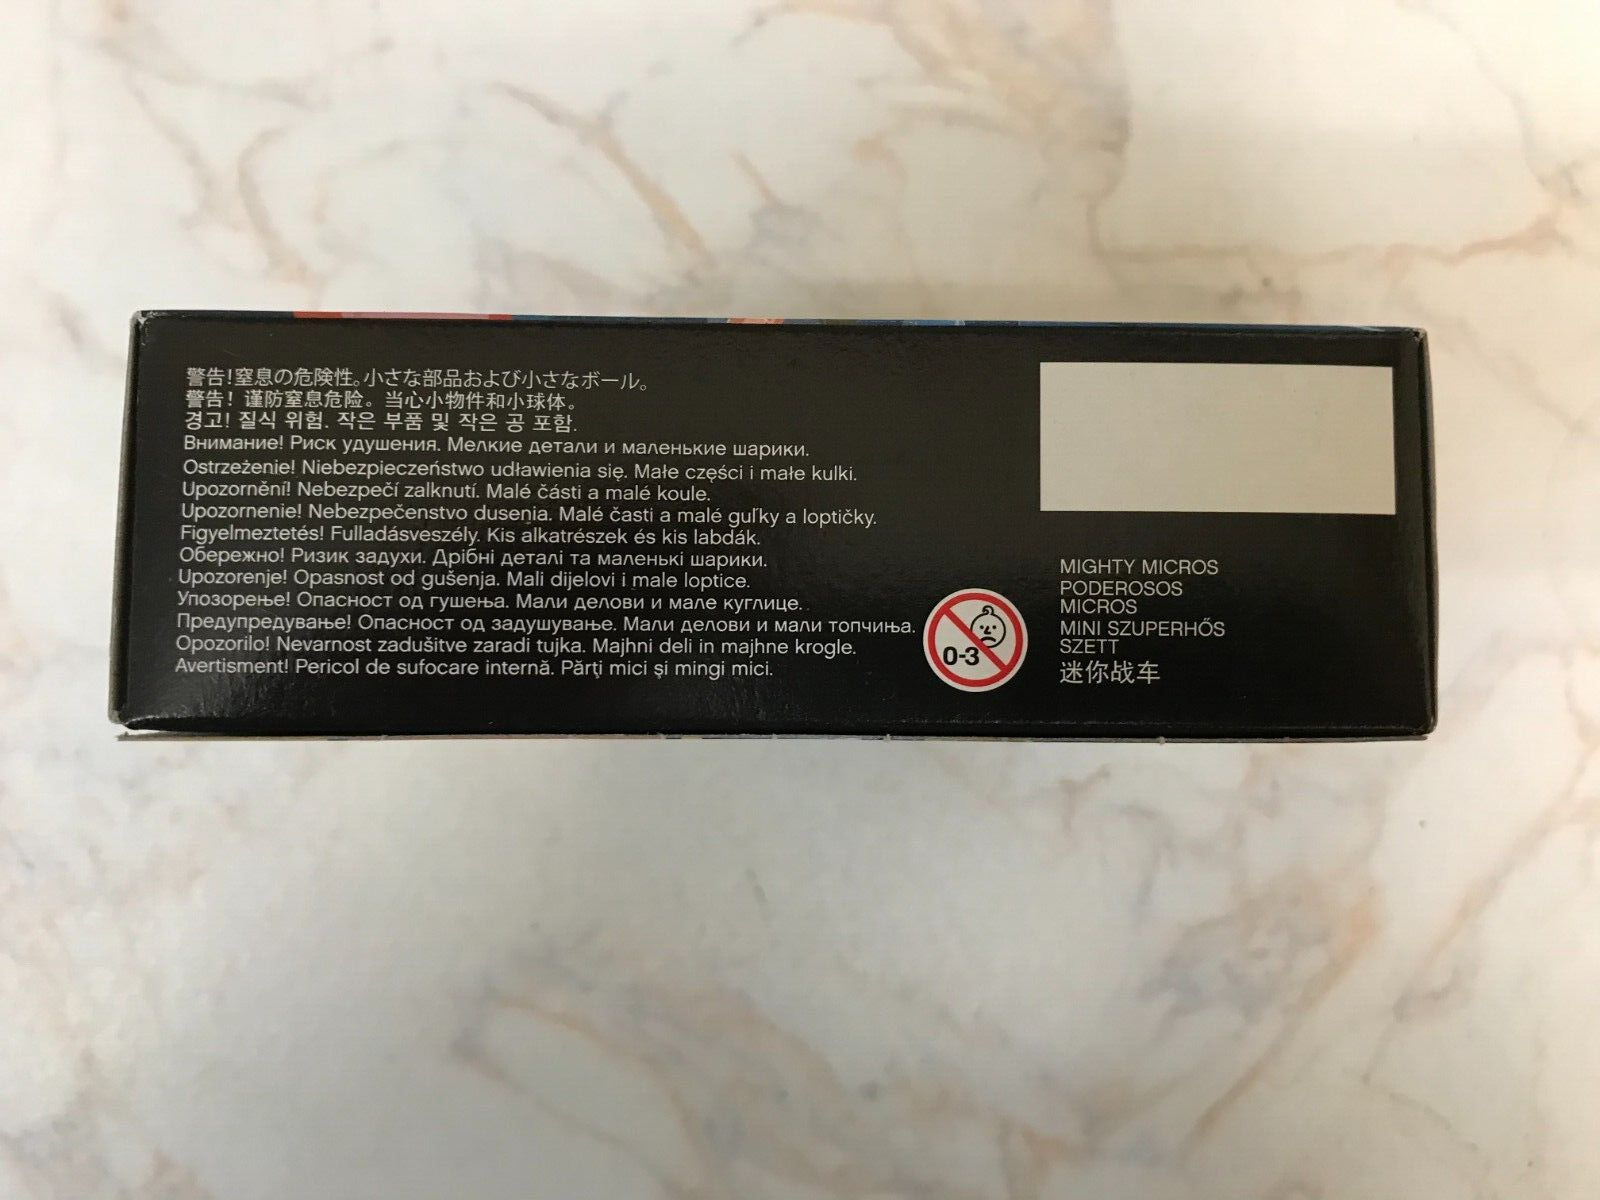 警告!窒息の危険性。小さな部品および小さなボール。
警告! 谨防窒息危险。当心小物件和小球体。
경고! 질식 위험. 작은 부품 및 작은 공 포함.
Внимание! Риск удушения. Мелкие детали и маленькие шарики.
Ostrzeżenie! Niebezpieczeństwo udławienia się. Małe części i małe kulki.
Upozornění! Nebezpečí zalknutí. Malé části a malé koule.
Upozornenie! Nebezpečenstvo dusenia. Malé časti a malé guľky a loptičky.
Figyelmeztetés! Fulladásveszély. Kis alkatrészek és kis labdák.
Обережно! Ризик задухи. Дрібні деталі та маленькі шарики.
Upozorenje! Opasnost od gušenja. Mali dijelovi i male loptice.
Упозорење! Опасност од гушења. Мали делови и мале куглице.
Предупредување! Опасност од задушување. Мали делови и мали топчиња.
Opozorilo! Nevarnost zadušitve zaradi tujka. Majhni deli in majhne krogle.
Avertisment! Pericol de sufocare internă. Părţi mici şi mingi mici.
0-3
MIGHTY MICROS
PODEROSOS
MICROS
MINI SZUPERHŐS
SZETT
迷你战车